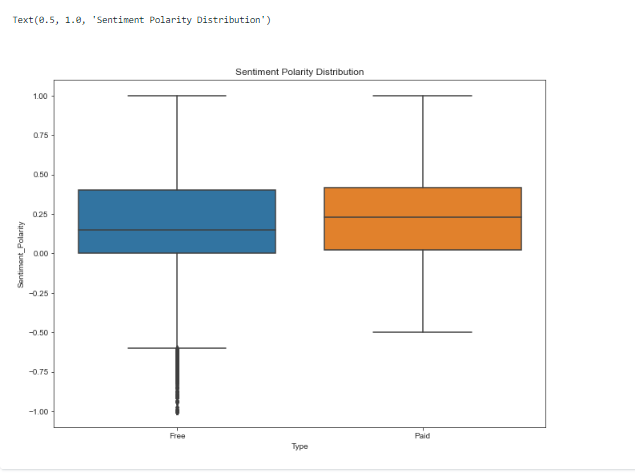 Text(0.5, 1.0, 'Sentiment Polarity Distribution')
Sentiment Polarity Distribution
1.00
0.75
0.50
0.25
0.00
−0.25
−0.50
−0.75
−1.00
Sentiment_Polarity
Free
Paid
Type